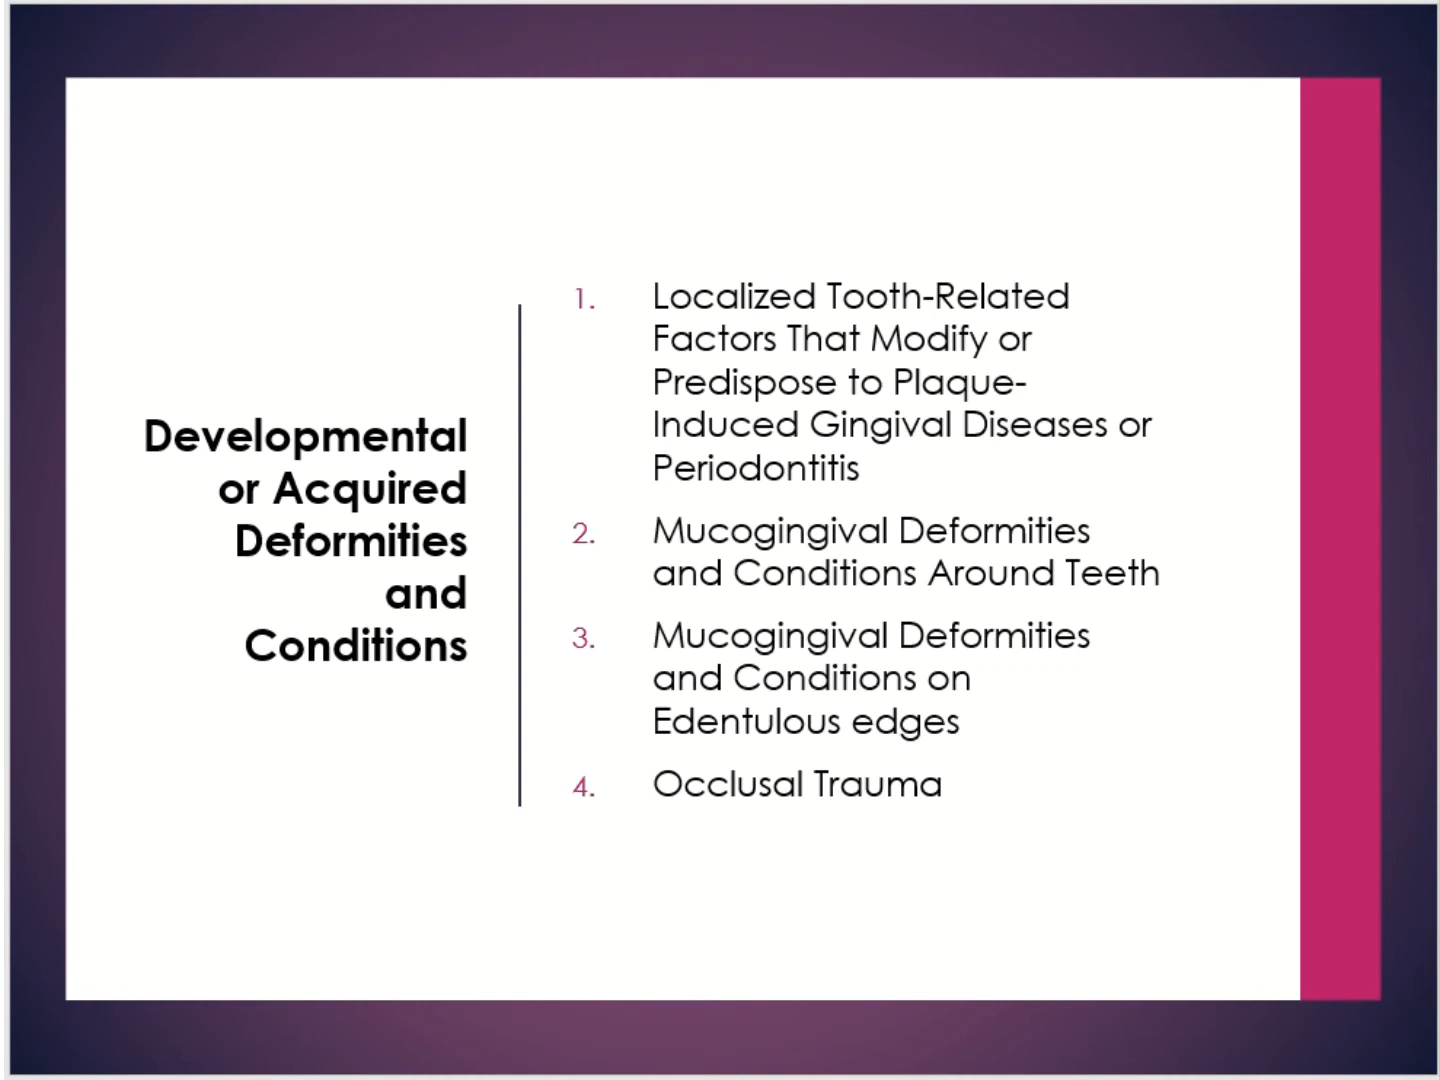 Developmental
or Acquired
Deformities
and
Conditions
1. Localized Tooth-Related
Factors That Modify or
Predispose to Plaque-
Induced Gingival Diseases or
Periodontitis
2. Mucogingival Deformities
and Conditions Around Teeth
3. Mucogingival Deformities
and Conditions on
Edentulous edges
4. Occlusal Trauma